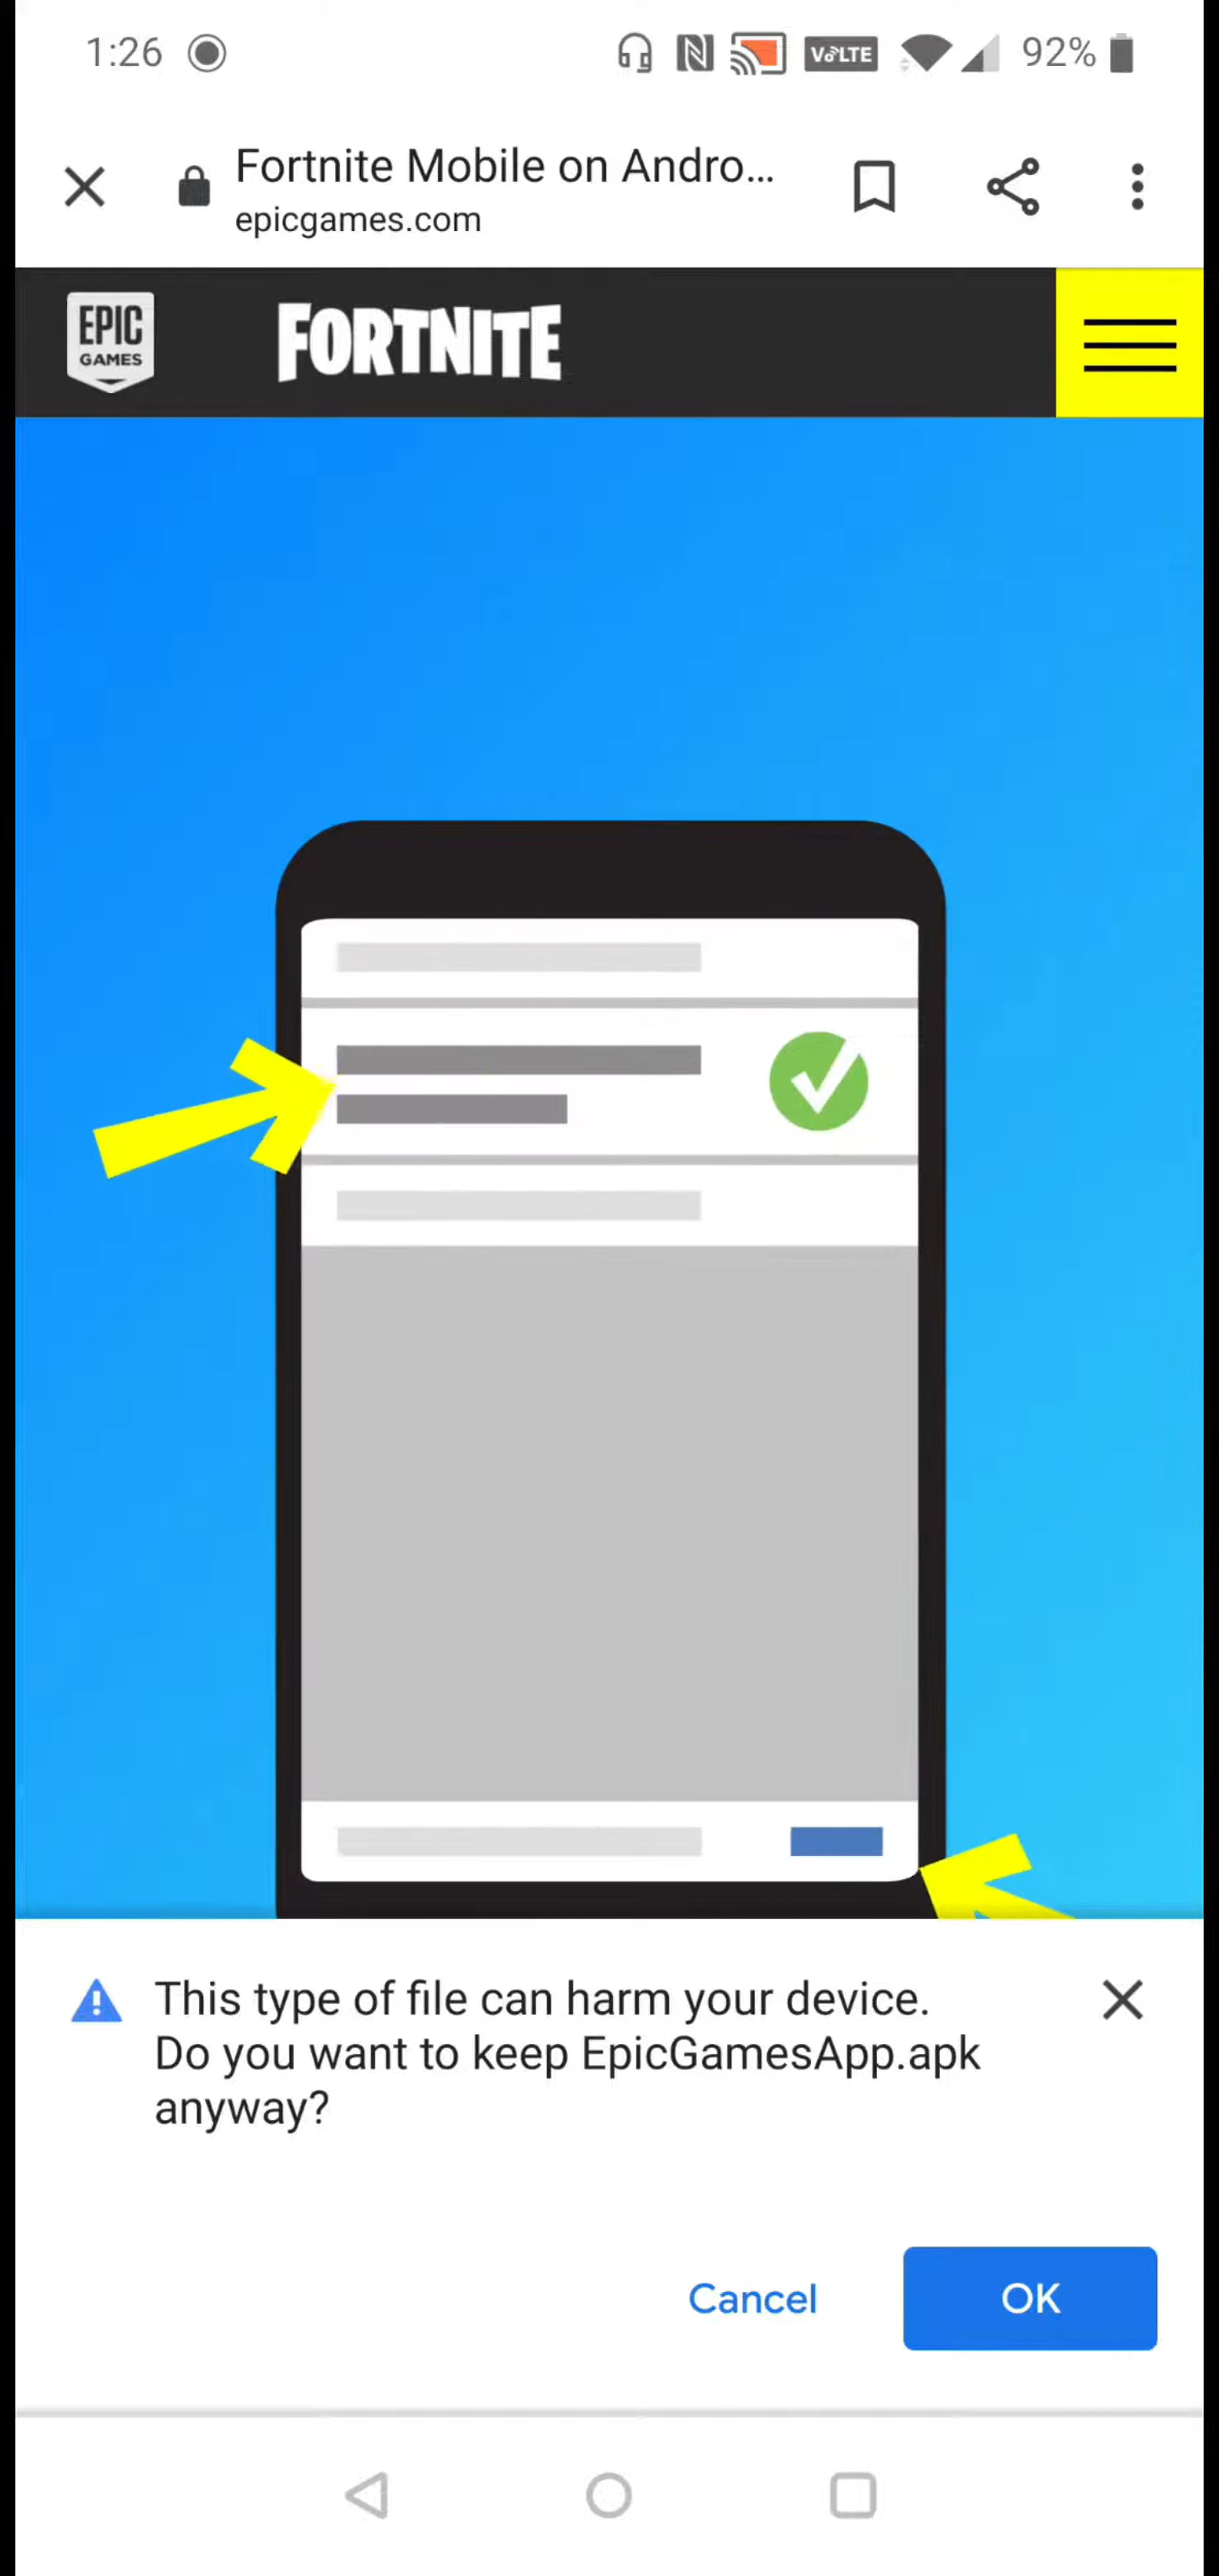 1:26
VoLTE
92%
Fortnite Mobile on Andro...
epicgames.com
EPIC
GAMES
FORTNITE
This type of file can harm your device.
Do you want to keep EpicGamesApp.apk
anyway?
Cancel
OK